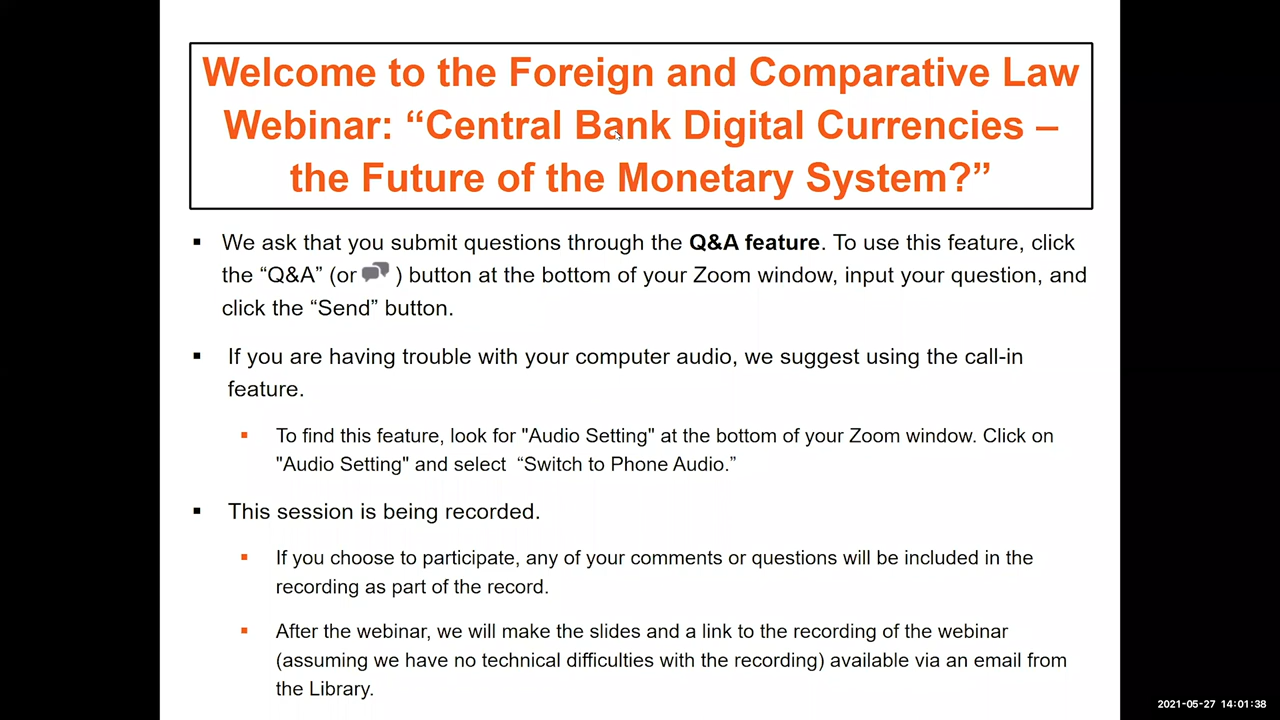 Welcome to the Foreign and Comparative Law
Webinar: “Central Bank Digital Currencies –
the Future of the Monetary System?”
▪ We ask that you submit questions through the Q&A feature. To use this feature, click
the “Q&A” (or ) button at the bottom of your Zoom window, input your question, and
click the “Send” button.
▪ If you are having trouble with your computer audio, we suggest using the call-in
feature.
▪ To find this feature, look for "Audio Setting" at the bottom of your Zoom window. Click on
"Audio Setting" and select “Switch to Phone Audio.”
▪ This session is being recorded.
▪ If you choose to participate, any of your comments or questions will be included in the
recording as part of the record.
▪ After the webinar, we will make the slides and a link to the recording of the webinar
(assuming we have no technical difficulties with the recording) available via an email from
the Library.
2021-05-27 14:01:38